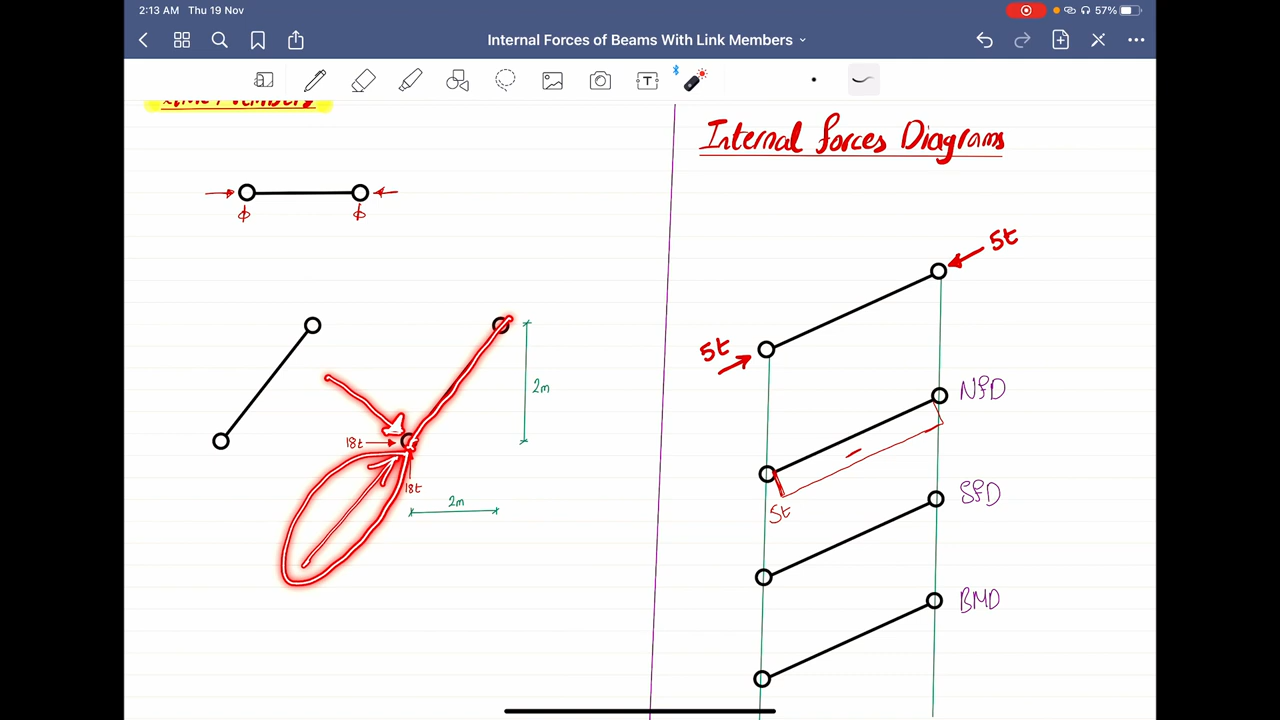 2:13 AM Thu 19 Nov
57%
Internal Forces of Beams With Link Members
Internal Forces Diagrams
5t
5t
2m
18t
18t
2m
NFD
5t
SFD
BMD